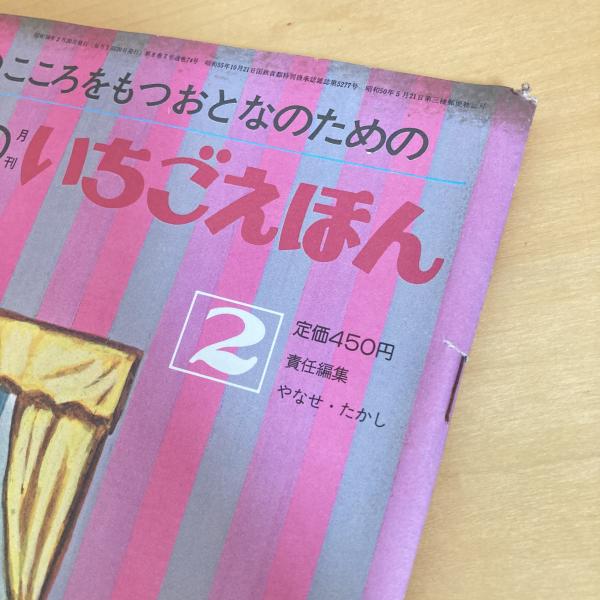 こころをもつおとなのための
月刊
いちごえほん
2
定価450円
責任編集
やなせ・たかし